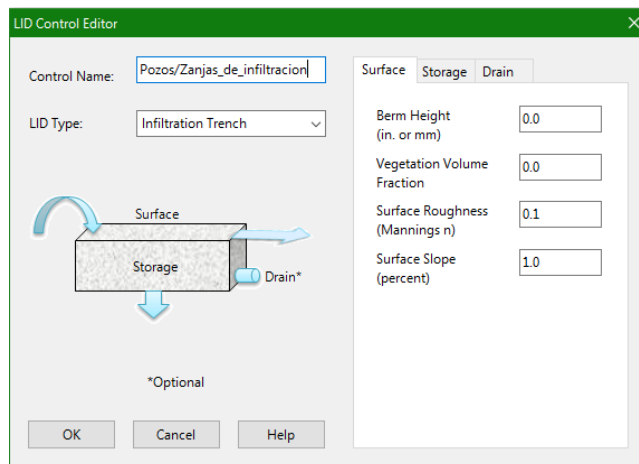 LID Control Editor
Control Name:
Pozos/Zanjas_de_infiltracion
LID Type:
Infiltration Trench
Surface
Storage
Drain*
*Optional
OK
Cancel
Help
Surface
Storage
Drain
Berm Height
(in. or mm)
0.0
Vegetation Volume
Fraction
0.0
Surface Roughness
(Mannings n)
0.1
Surface Slope
(percent)
1.0